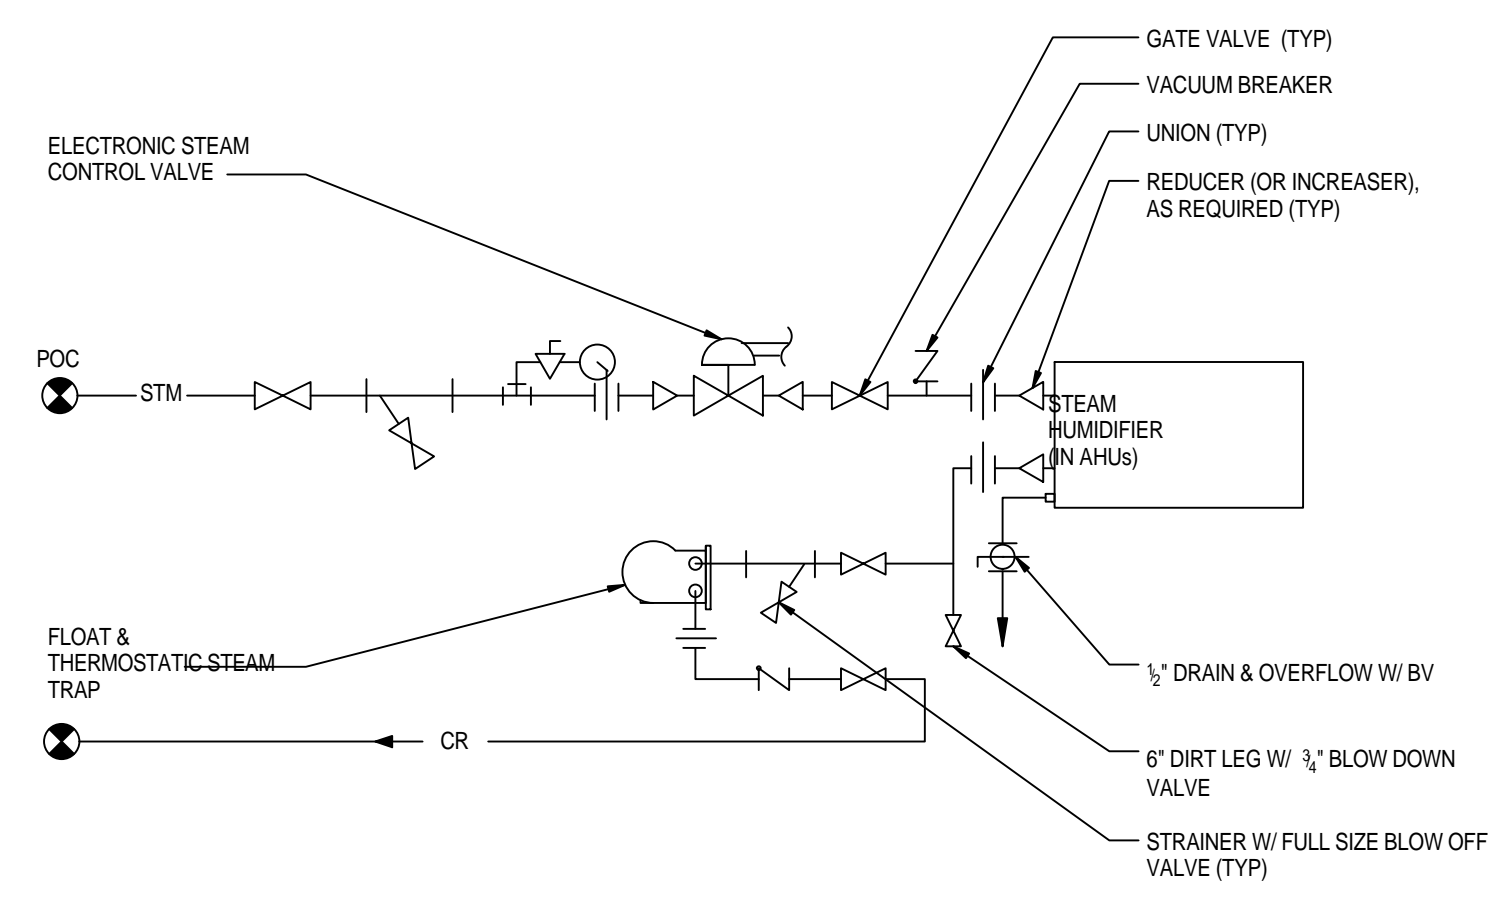 GATE VALVE (TYP)
VACUUM BREAKER
UNION (TYP)
REDUCER (OR INCREASER),
AS REQUIRED (TYP)
ELECTRONIC STEAM
CONTROL VALVE
POC
STM
STEAM
HUMIDIFIER
(IN AHUs)
FLOAT &
THERMOSTATIC STEAM
TRAP
CR
½" DRAIN & OVERFLOW W/ BV
6" DIRT LEG W/ ¾" BLOW DOWN
VALVE
STRAINER W/ FULL SIZE BLOW OFF
VALVE (TYP)